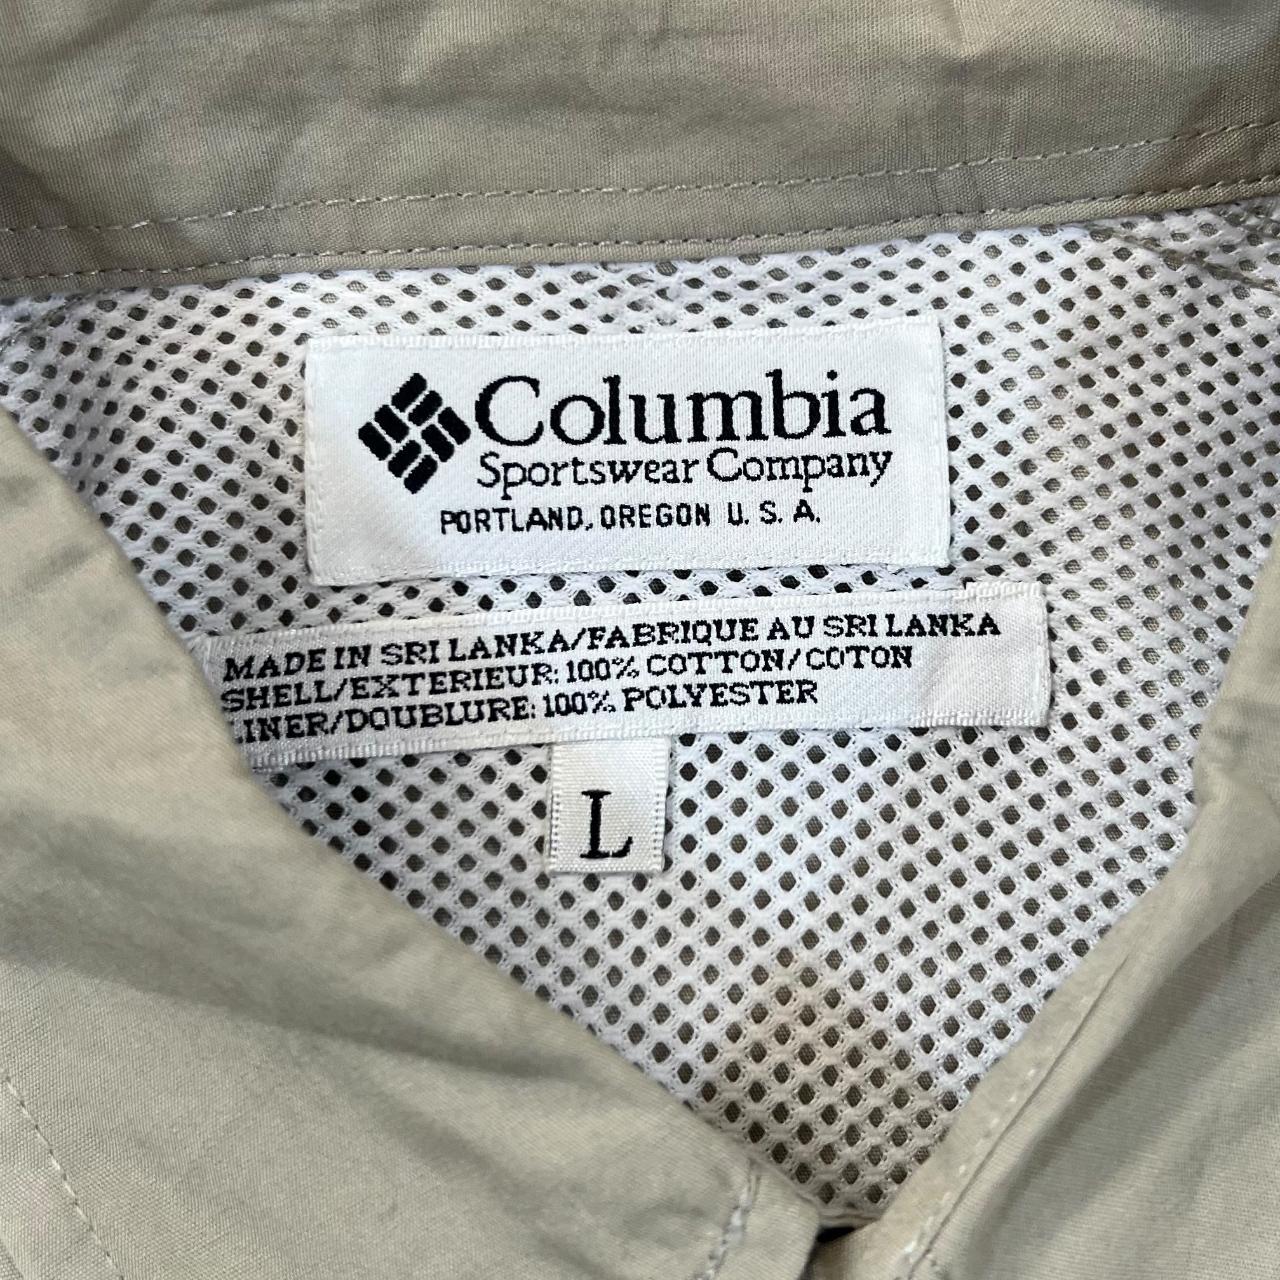 Columbia
Sportswear Company
PORTLAND, OREGON U. S. A.
MADE IN SRI LANKA/FABRIQUE AU SRI LANKA
SHELL/EXTERIEUR: 100% COTTON/COTON
LINER/DOUBLURE: 100% POLYESTER
L